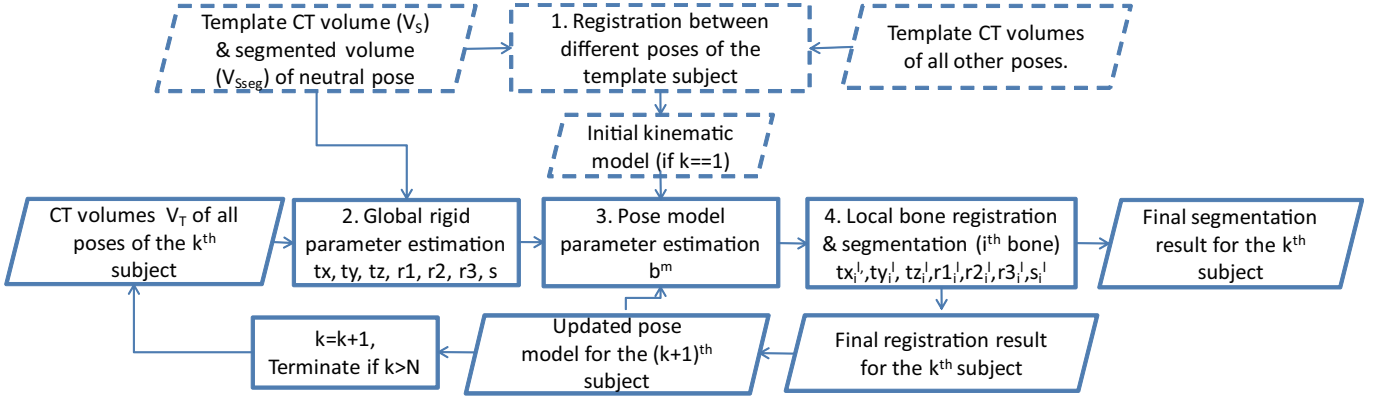 Template CT volume (V_S)
& segmented volume
(V_Sseg) of neutral pose
1. Registration between
different poses of the
template subject
Template CT volumes
of all other poses.
Initial kinematic
model (if k==1)
CT volumes V_T of all
poses of the k^th
subject
2. Global rigid
parameter estimation
tx, ty, tz, r1, r2, r3, s
3. Pose model
parameter estimation
b^m
4. Local bone registration
& segmentation (i^th bone)
tx_i^l,ty_i^l, tz_i^l,r1_i^l,r2_i^l,r3_i^l,s_i^l
Final segmentation
result for the k^th
subject
k=k+1,
Terminate if k>N
Updated pose
model for the (k+1)^th
subject
Final registration result
for the k^th subject